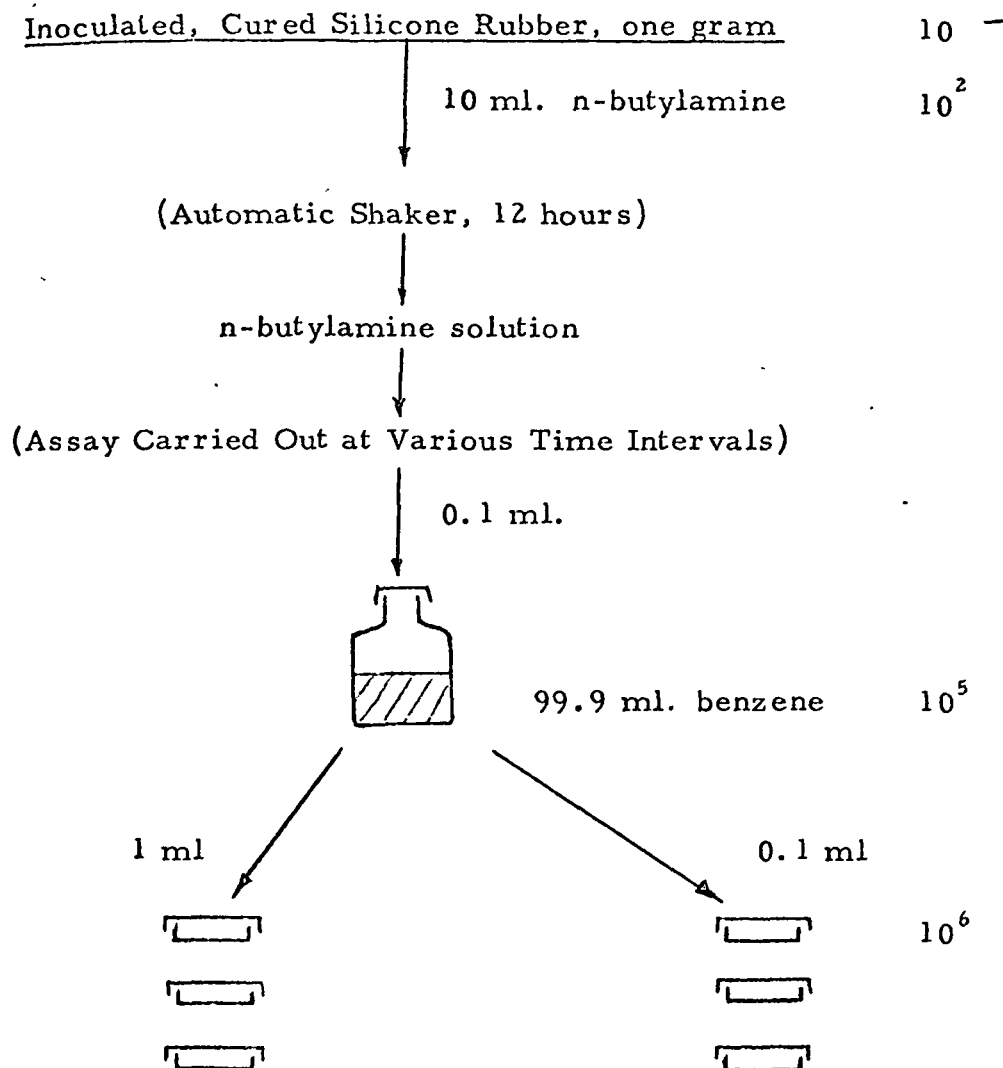 Inoculated, Cured Silicone Rubber, one gram 10
10 ml. n-butylamine 10²
(Automatic Shaker, 12 hours)
n-butylamine solution
(Assay Carried Out at Various Time Intervals)
0.1 ml.
99.9 ml. benzene 10⁵
1 ml 0.1 ml
10⁶